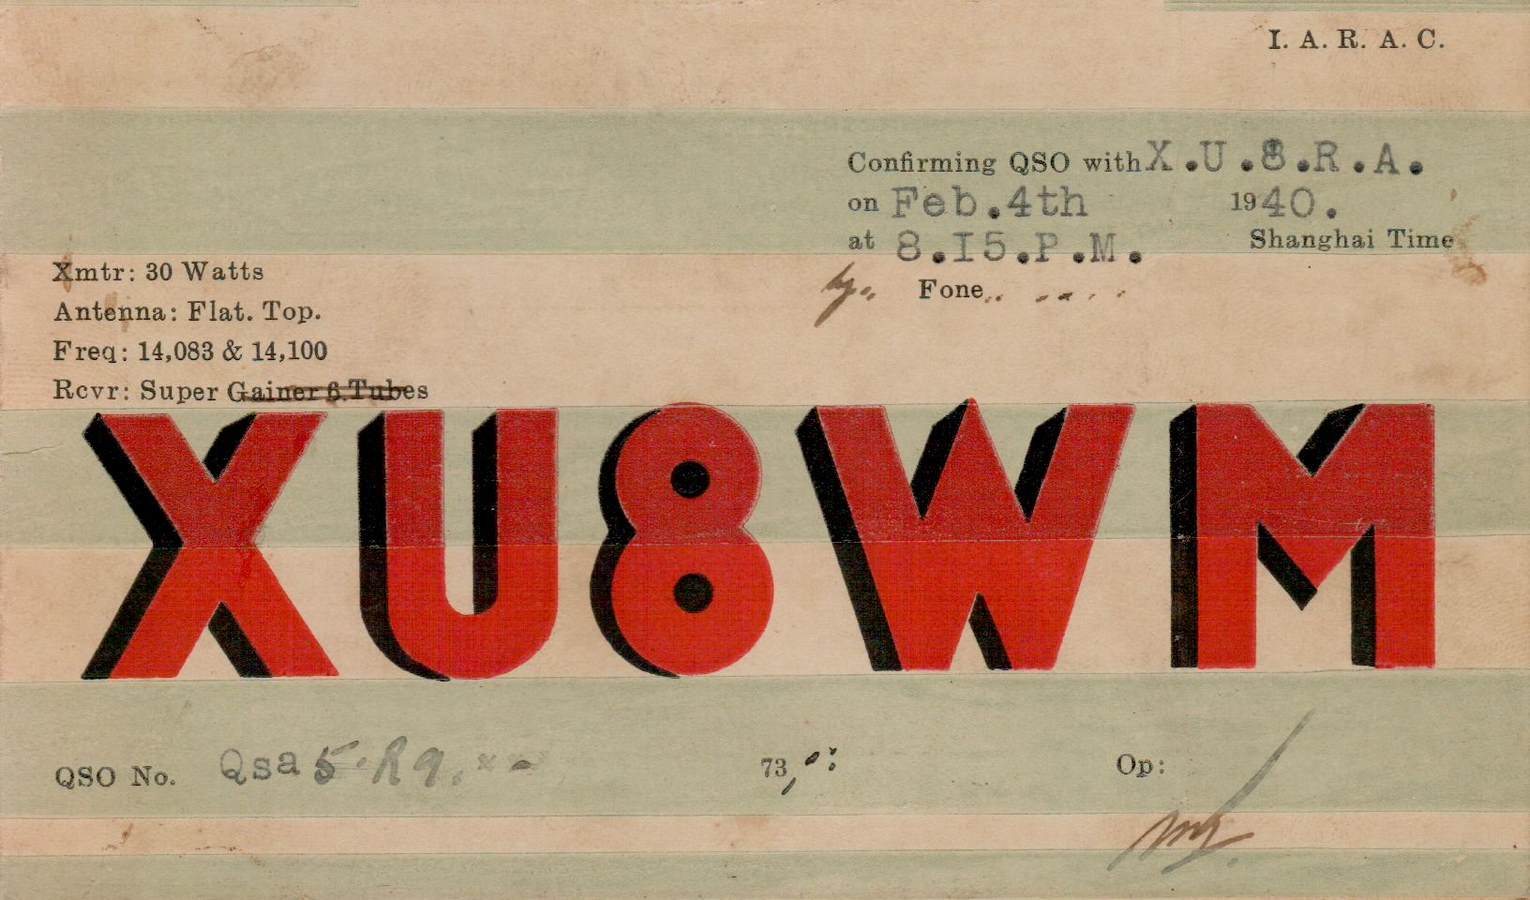 I. A. R. A. C.
Confirming QSO with X.U.8.R.A.
on Feb.4th 1940.
at 8.I5.P.M. Shanghai Time
Fone
Xmtr: 30 Watts
Antenna: Flat. Top.
Freq: 14,083 & 14,100
Rcvr: Super Gainer 6 Tubes
XU8WM
QSO No. Qsa 5 R9. 73, Op: